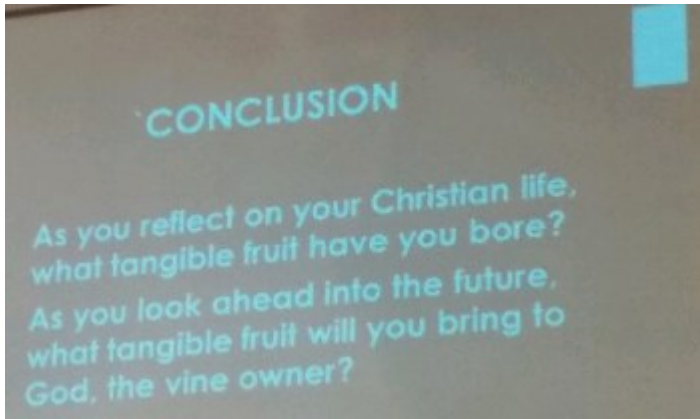 CONCLUSION
As you reflect on your Christian life,
what tangible fruit have you bore?
As you look ahead into the future,
what tangible fruit will you bring to
God, the vine owner?